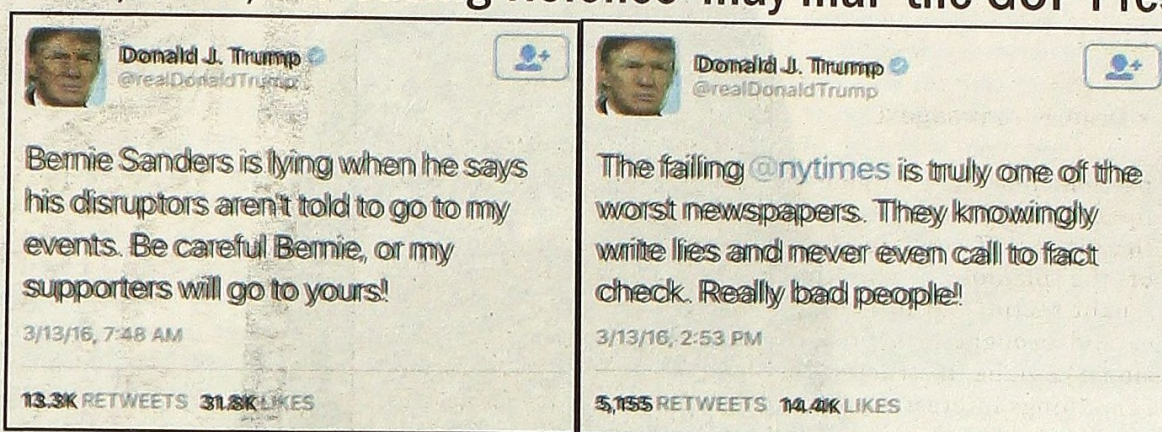 may mar the GOP
Donald J. Trump
@realDonaldTrump
Bernie Sanders is lying when he says
his disruptors aren't told to go to my
events. Be careful Bernie, or my
supporters will go to yours!
3/13/16, 7:48 AM
13.3K RETWEETS 31.8K LIKES
Donald J. Trump
@realDonaldTrump
The failing @nytimes is truly one of the
worst newspapers. They knowingly
write lies and never even call to fact
check. Really bad people!
3/13/16, 2:53 PM
5,155 RETWEETS 14.4K LIKES